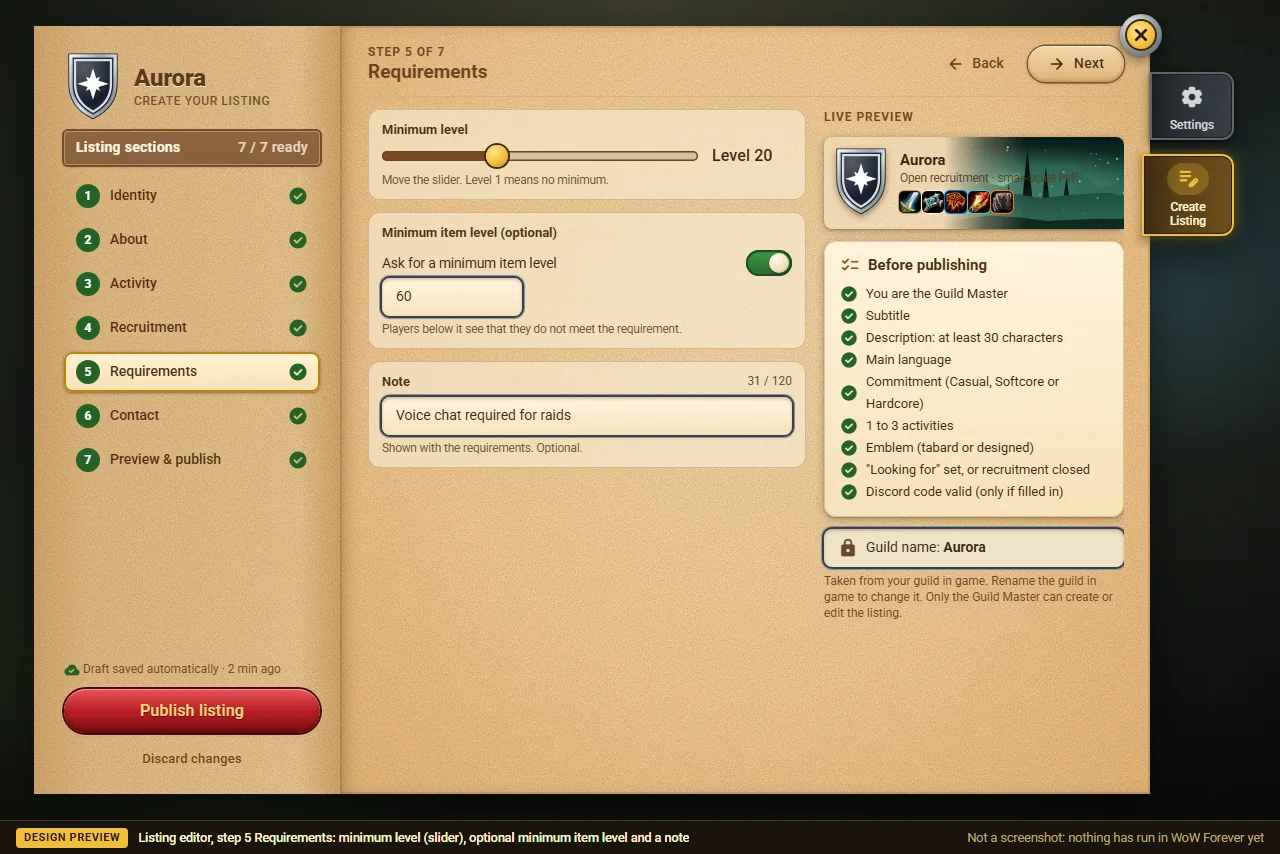 Aurora
CREATE YOUR LISTING
Listing sections 7 / 7 ready
1 Identity
2 About
3 Activity
4 Recruitment
5 Requirements
6 Contact
7 Preview & publish
Draft saved automatically · 2 min ago
Publish listing
Discard changes
STEP 5 OF 7
Requirements
Back
Next
Minimum level
Level 20
Move the slider. Level 1 means no minimum.
Minimum item level (optional)
Ask for a minimum item level
60
Players below it see that they do not meet the requirement.
Note 31 / 120
Voice chat required for raids
Shown with the requirements. Optional.
LIVE PREVIEW
Aurora
Open recruitment · small-scale PvP
Before publishing
You are the Guild Master
Subtitle
Description: at least 30 characters
Main language
Commitment (Casual, Softcore or
Hardcore)
1 to 3 activities
Emblem (tabard or designed)
"Looking for" set, or recruitment closed
Discord code valid (only if filled in)
Guild name: Aurora
Taken from your guild in game. Rename the guild in
game to change it. Only the Guild Master can create or
edit the listing.
Settings
Create
Listing
DESIGN PREVIEW Listing editor, step 5 Requirements: minimum level (slider), optional minimum item level and a note
Not a screenshot: nothing has run in WoW Forever yet